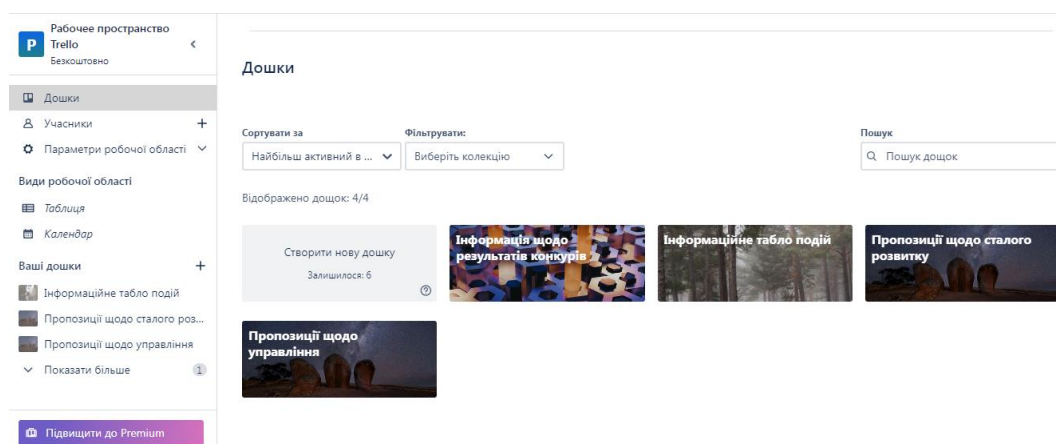 Рабочее пространство
P
Trello
Безкоштовно
Дошки
Учасники
Параметри робочої області
Види робочої області
Таблиця
Календар
Ваші дошки
Інформаційне табло подій
Пропозиції щодо сталого роз...
Пропозиції щодо управління
Показати більше
1
Підвищити до Premium
Дошки
Сортувати за
Фільтрувати:
Пошук
Найбільш активний в ...
Виберіть колекцію
Пошук дощок
Відображено дощок: 4/4
Створити нову дошку
Залишилося: 6
Інформація щодо
результатів конкурів
Інформаційне табло подій
Пропозиції щодо сталого
розвитку
Пропозиції щодо
управління